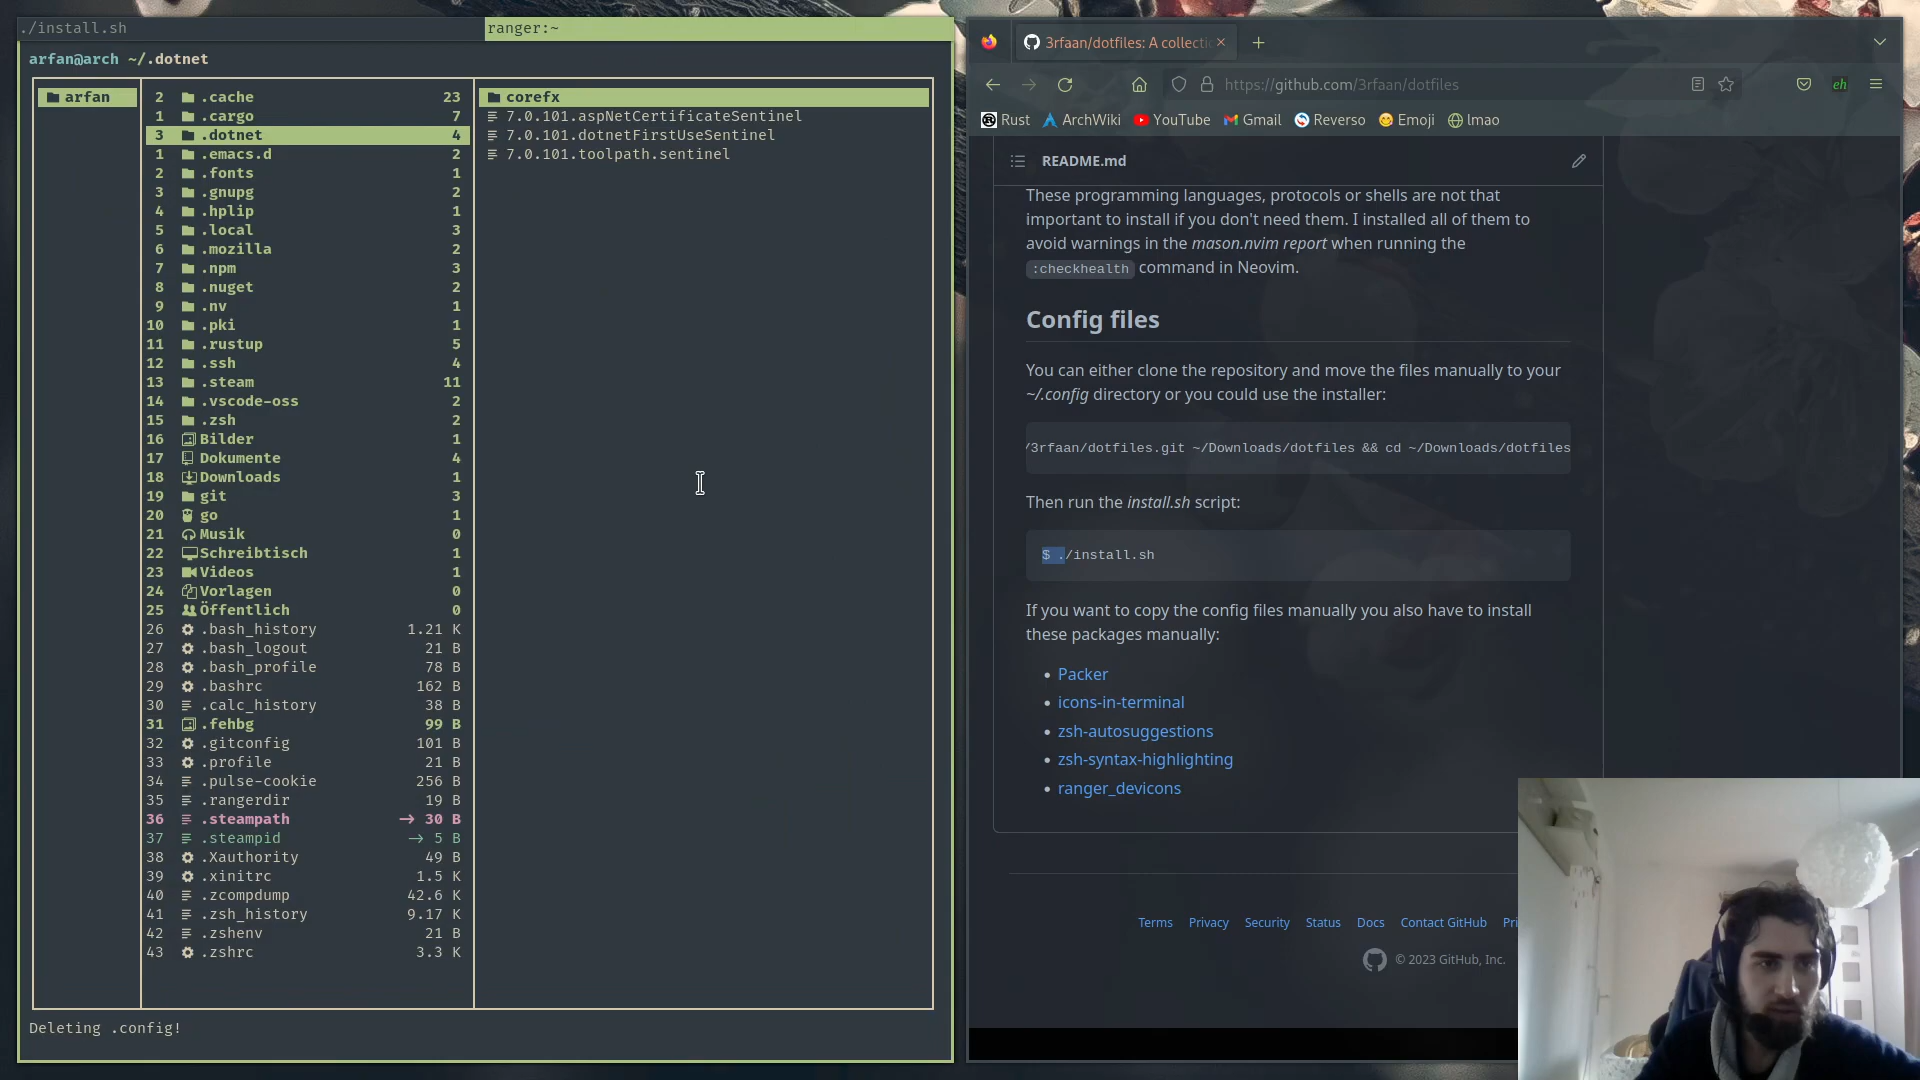 ./install.sh
ranger:~
arfan@arch ~/.dotnet
arfan
2 .cache 23
1 .cargo 7
3 .dotnet 4
1 .emacs.d 2
2 .fonts 1
3 .gnupg 2
4 .hplip 1
5 .local 3
6 .mozilla 2
7 .npm 3
8 .nuget 2
9 .nv 1
10 .pki 1
11 .rustup 5
12 .ssh 4
13 .steam 11
14 .vscode-oss 2
15 .zsh 2
16 Bilder 1
17 Dokumente 4
18 Downloads 1
19 git 3
20 go 1
21 Musik 0
22 Schreibtisch 1
23 Videos 1
24 Vorlagen 0
25 Öffentlich 0
26 .bash_history 1.21 K
27 .bash_logout 21 B
28 .bash_profile 78 B
29 .bashrc 162 B
30 .calc_history 38 B
31 .fehbg 99 B
32 .gitconfig 101 B
33 .profile 21 B
34 .pulse-cookie 256 B
35 .rangerdir 19 B
36 .steampath -> 30 B
37 .steampid -> 5 B
38 .Xauthority 49 B
39 .xinitrc 1.5 K
40 .zcompdump 42.6 K
41 .zsh_history 9.17 K
42 .zshenv 21 B
43 .zshrc 3.3 K
corefx
7.0.101.aspNetCertificateSentinel
7.0.101.dotnetFirstUseSentinel
7.0.101.toolpath.sentinel
Deleting .config!
3rfaan/dotfiles: A collecti
https://github.com/3rfaan/dotfiles
eh
Rust ArchWiki YouTube Gmail Reverso Emoji lmao
README.md
These programming languages, protocols or shells are not that
important to install if you don't need them. I installed all of them to
avoid warnings in the mason.nvim report when running the
:checkhealth command in Neovim.
Config files
You can either clone the repository and move the files manually to your
~/.config directory or you could use the installer:
/3rfaan/dotfiles.git ~/Downloads/dotfiles && cd ~/Downloads/dotfiles
Then run the install.sh script:
$ ./install.sh
If you want to copy the config files manually you also have to install
these packages manually:
Packer
icons-in-terminal
zsh-autosuggestions
zsh-syntax-highlighting
ranger_devicons
Terms Privacy Security Status Docs Contact GitHub Pri
© 2023 GitHub, Inc.